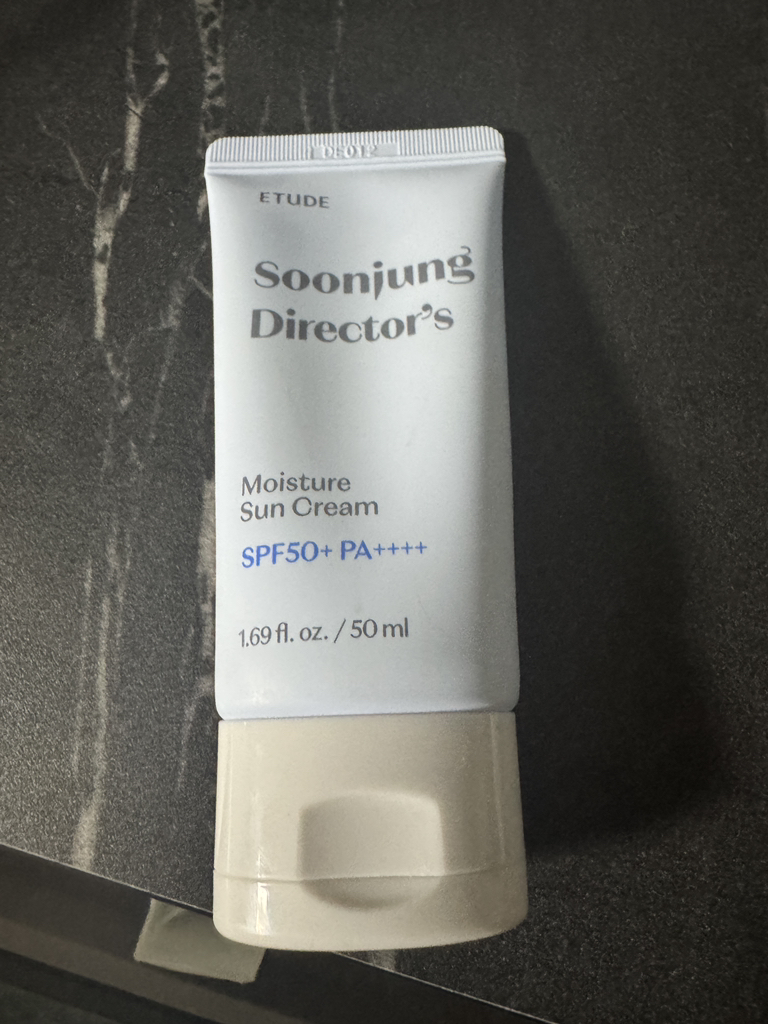 ETUDE
Soonjung
Director's
Moisture
Sun Cream
SPF50+ PA++++
1.69 fl. oz. / 50 ml